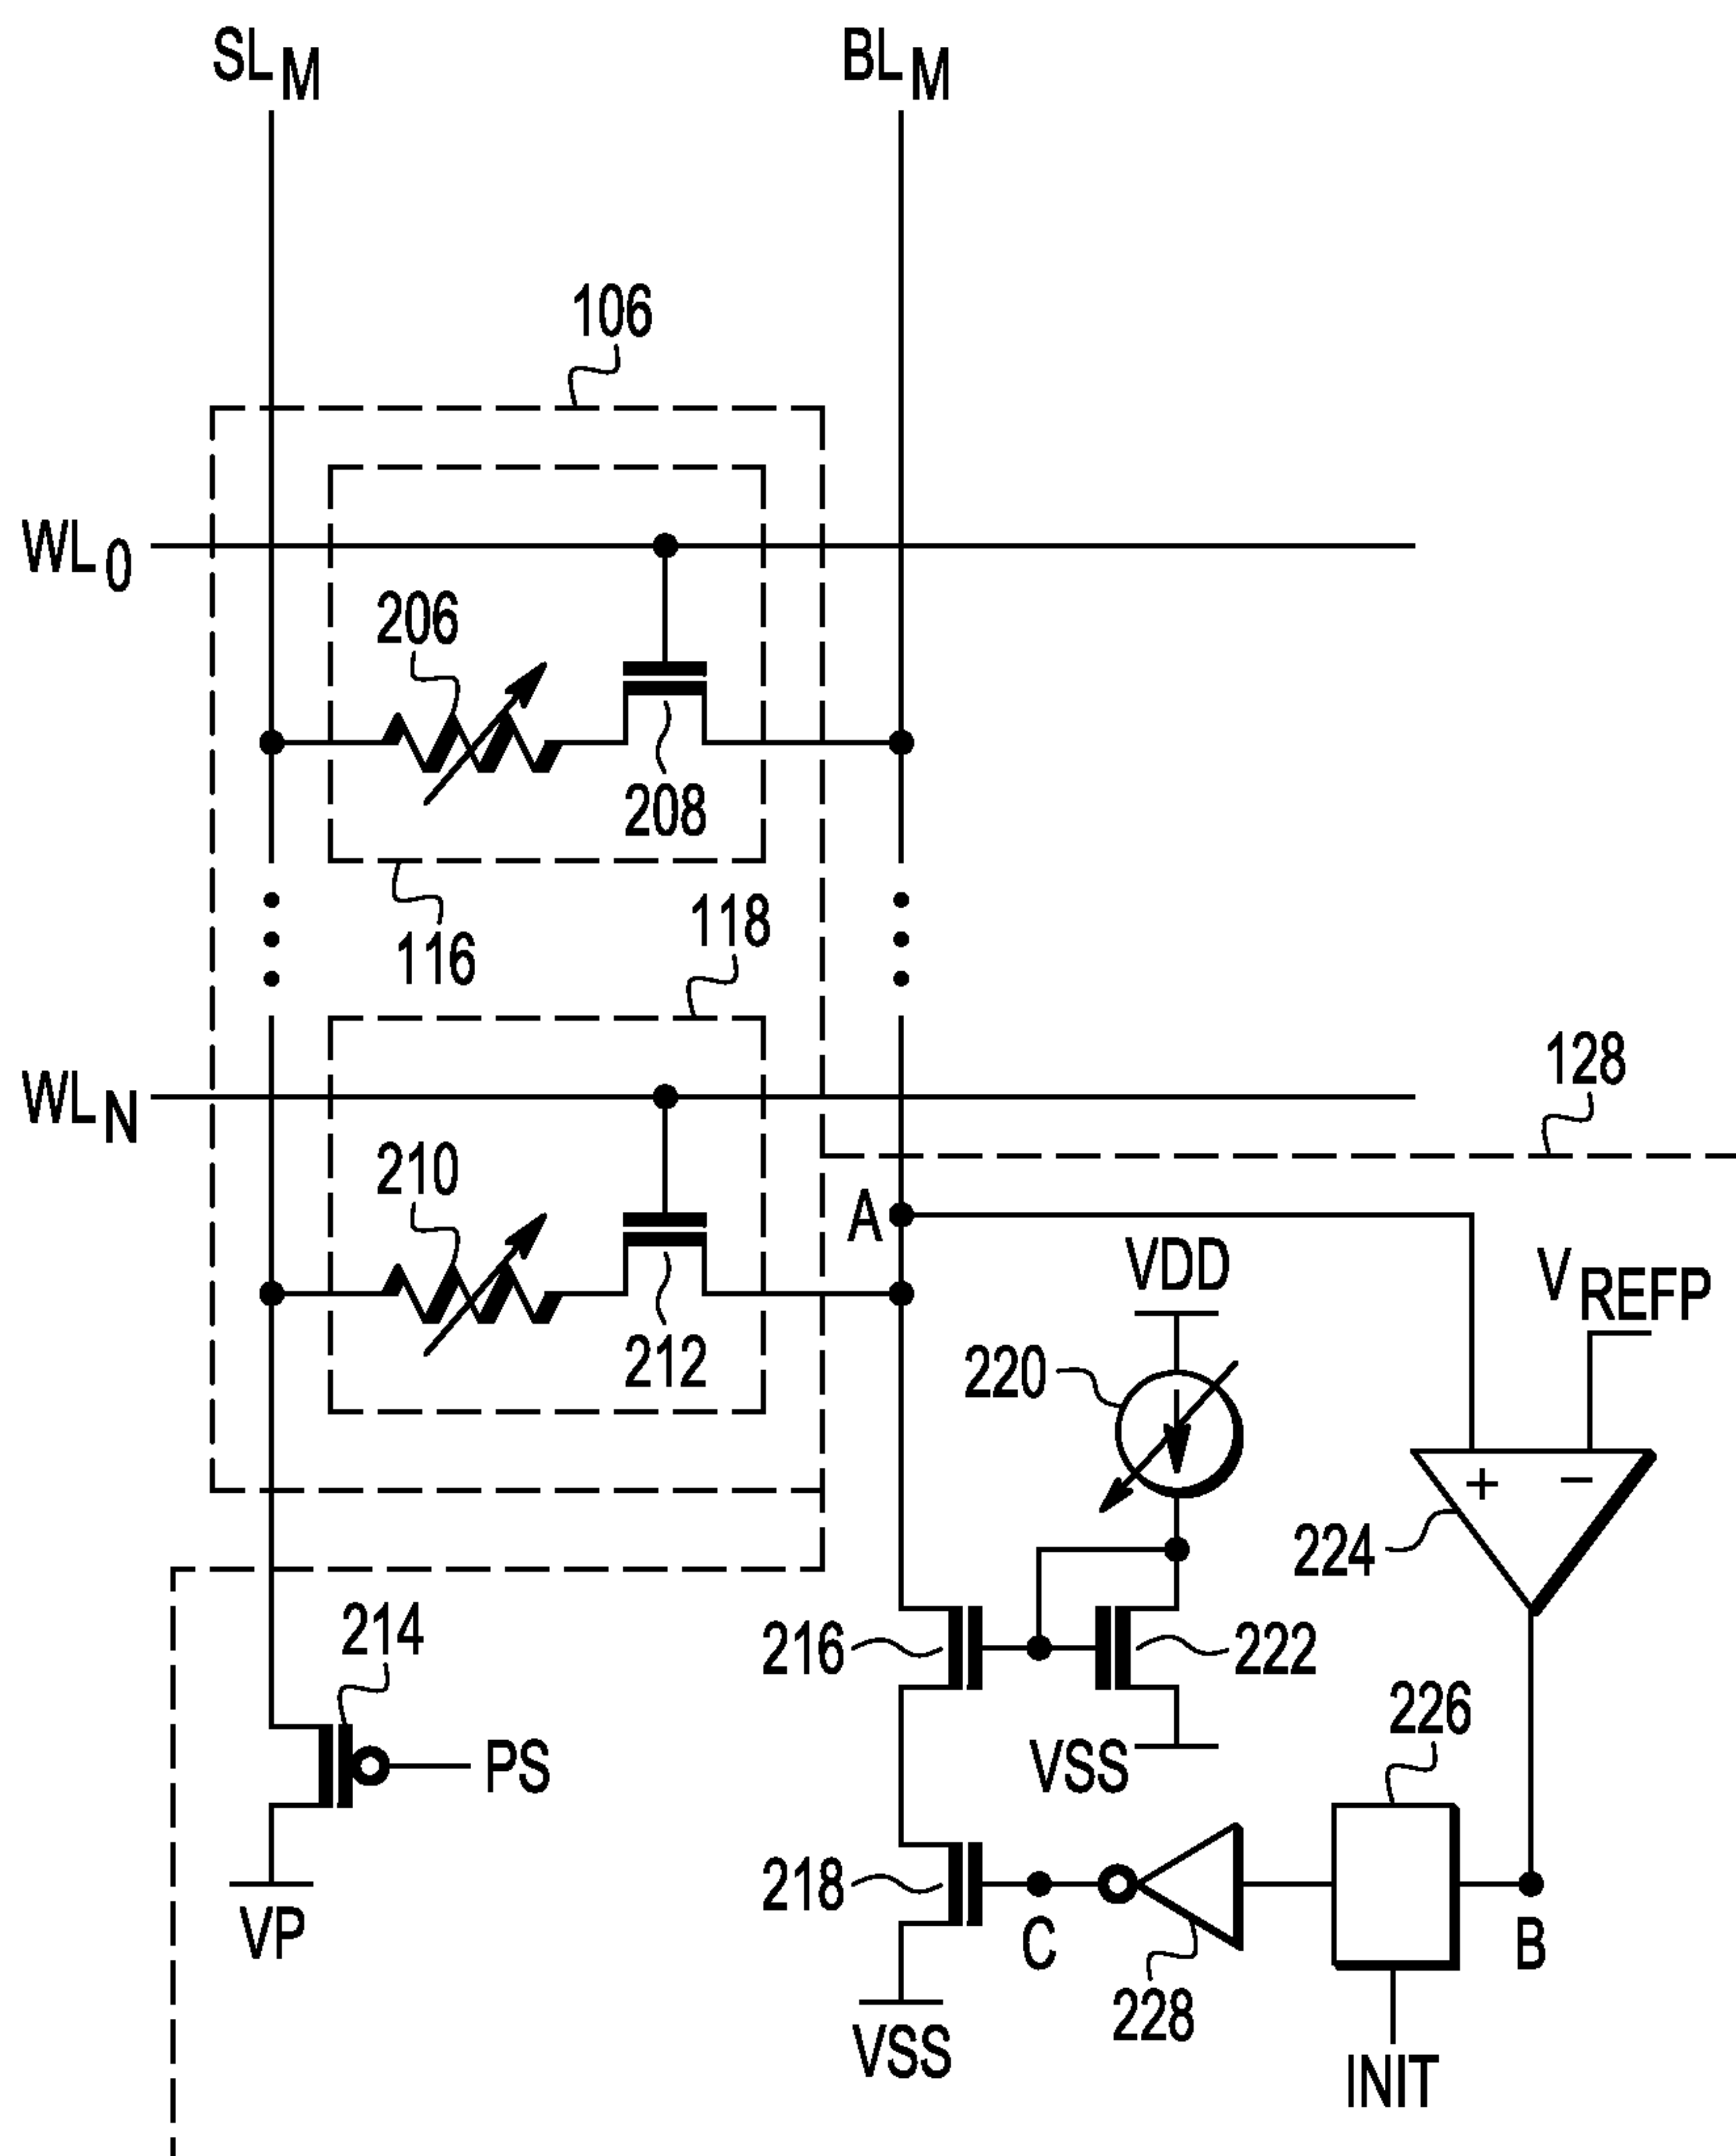 SLM BLM
106
WL0
206
208
116
118
WLN
128
210
A
VDD
VREFP
212
220
+ −
224
214
216
222
226
PS
VSS
218
VP
C
B
228
VSS
INIT